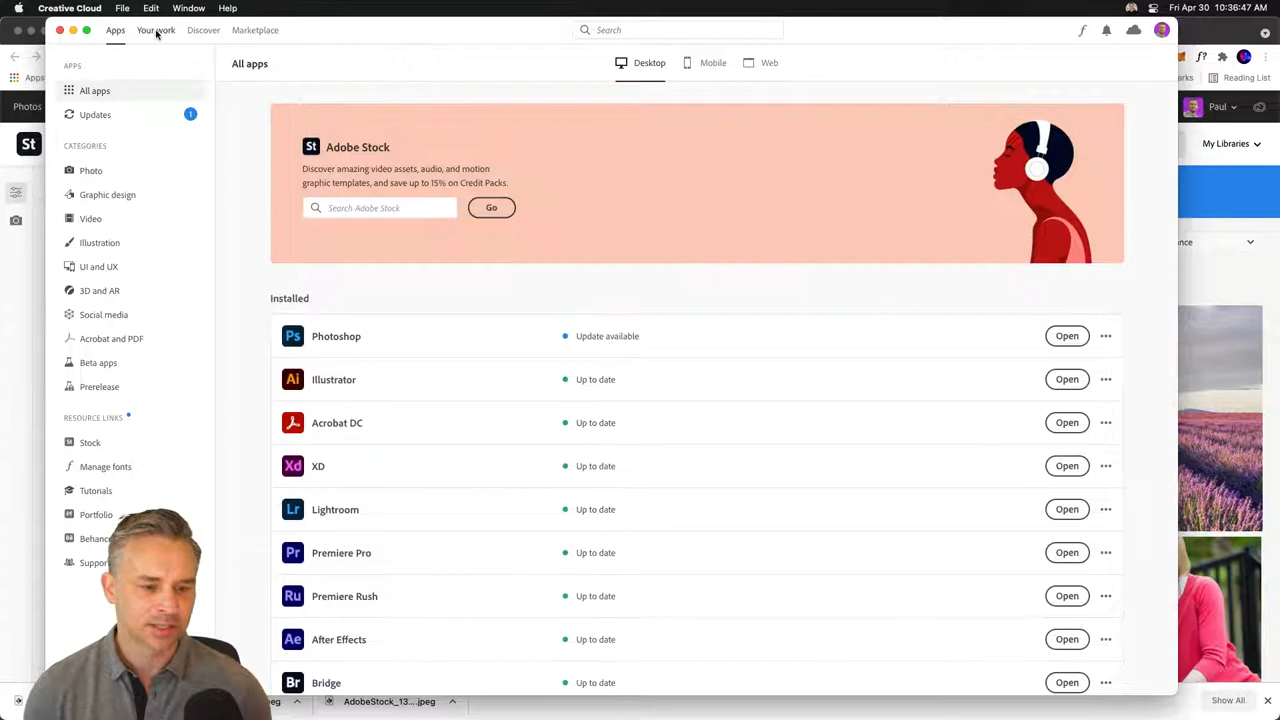 Creative Cloud File Edit Window Help
Fri Apr 30 10:36:47 AM
Apps Your work Discover Marketplace
Search
Apps
Reading List
Photos
Paul
St
My Libraries
APPS
All apps
Updates 1
CATEGORIES
Photo
Graphic design
Video
Illustration
UI and UX
3D and AR
Social media
Acrobat and PDF
Beta apps
Prerelease
RESOURCE LINKS
Stock
Manage fonts
Tutorials
Portfolio
All apps
Desktop Mobile Web
St Adobe Stock
Discover amazing video assets, audio, and motion
graphic templates, and save up to 15% on Credit Packs.
Search Adobe Stock Go
Installed
Ps Photoshop Update available Open
Ai Illustrator Up to date Open
Acrobat DC Up to date Open
Xd XD Up to date Open
Lr Lightroom Up to date Open
Pr Premiere Pro Up to date Open
Ru Premiere Rush Up to date Open
Ae After Effects Up to date Open
Br Bridge Up to date Open
AdobeStock_13....jpeg
Show All